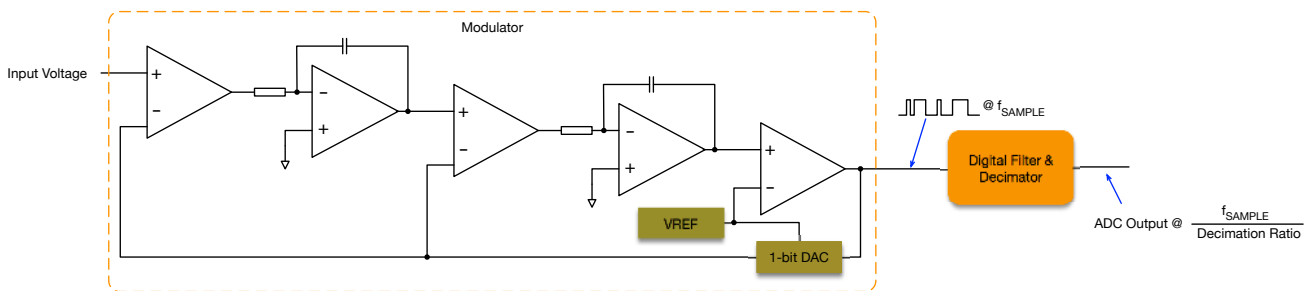 Modulator
Input Voltage
+
−
−
+
+
−
−
+
+
−
@ fSAMPLE
Digital Filter &
Decimator
VREF
1-bit DAC
ADC Output @ fSAMPLE
Decimation Ratio